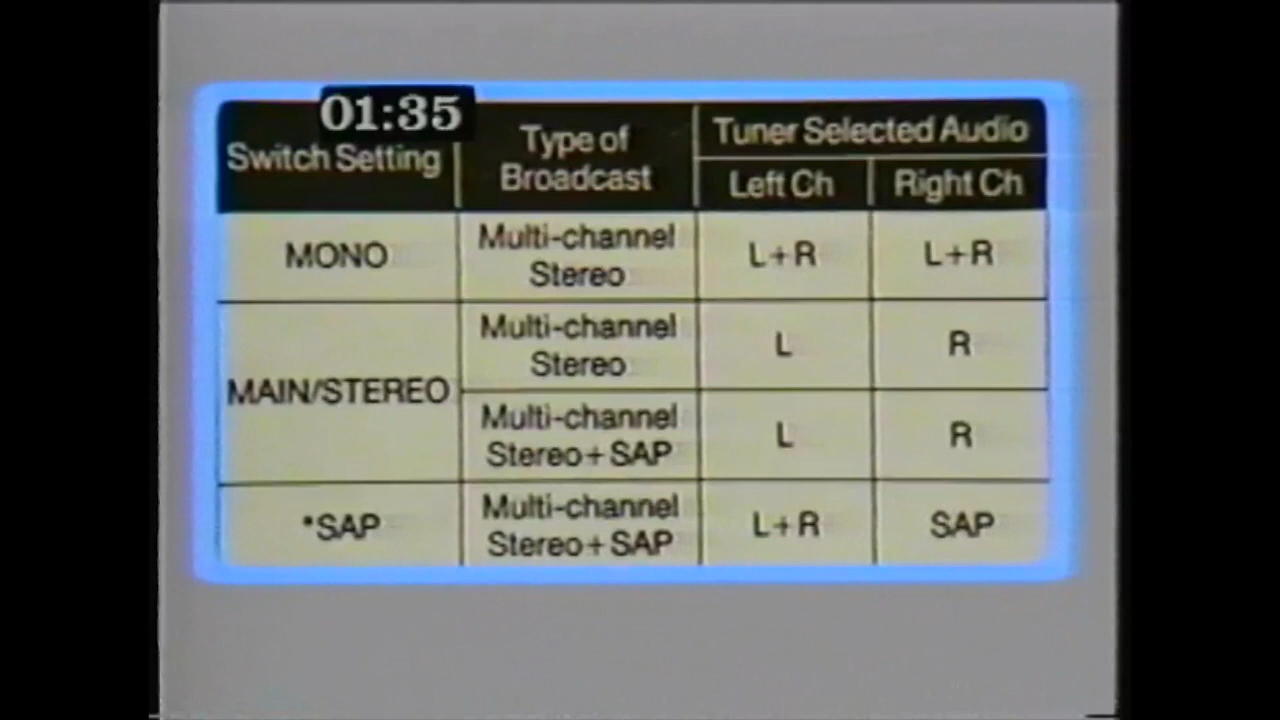 01:35
Switch Setting
Type of
Broadcast
Tuner Selected Audio
Left Ch
Right Ch
MONO
Multi-channel
Stereo
L+R
L+R
MAIN/STEREO
Multi-channel
Stereo
L
R
Multi-channel
Stereo+SAP
L
R
*SAP
Multi-channel
Stereo+SAP
L+R
SAP